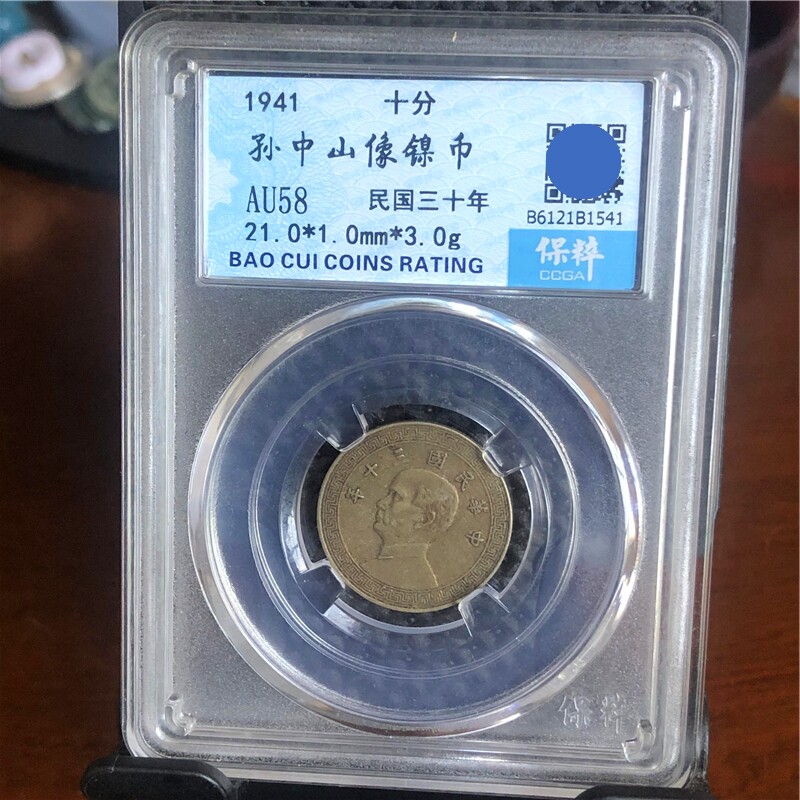 1941 十分
孙中山像镍币
AU58 民国三十年
B6121B1541
21.0*1.0mm*3.0g
BAO CUI COINS RATING
保粹
CCGA
中華民國三十年
保粹